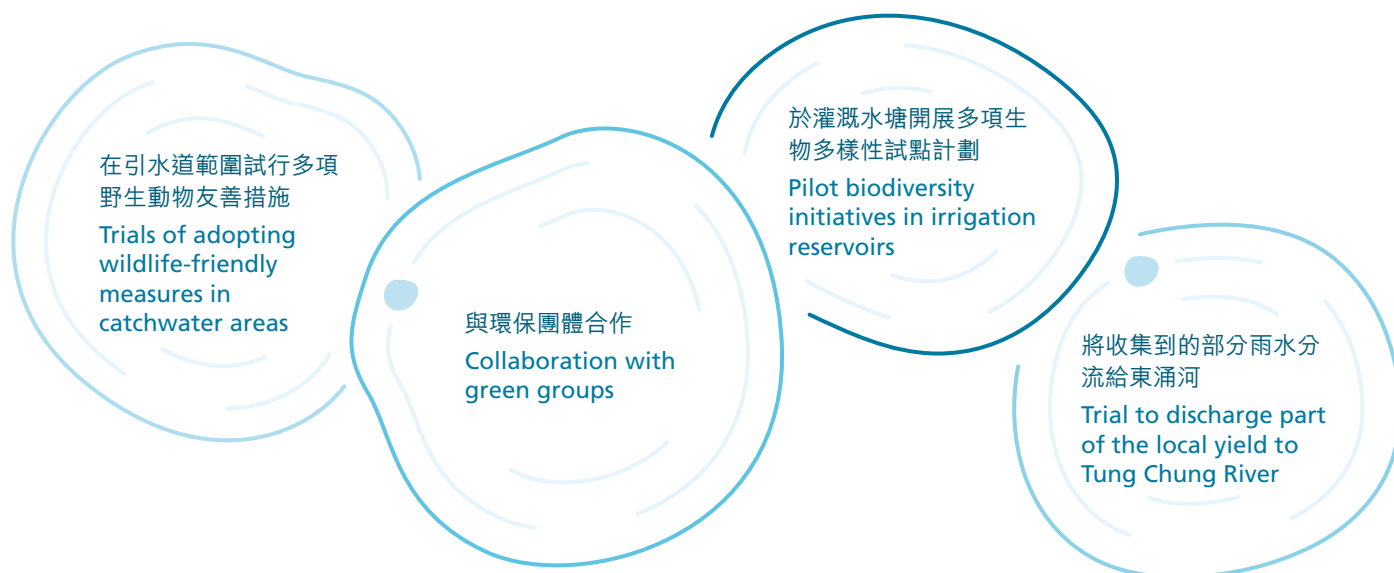 在引水道範圍試行多項
野生動物友善措施
Trials of adopting
wildlife-friendly
measures in
catchwater areas
與環保團體合作
Collaboration with
green groups
於灌溉水塘開展多項生
物多樣性試點計劃
Pilot biodiversity
initiatives in irrigation
reservoirs
將收集到的部分雨水分
流給東涌河
Trial to discharge part
of the local yield to
Tung Chung River